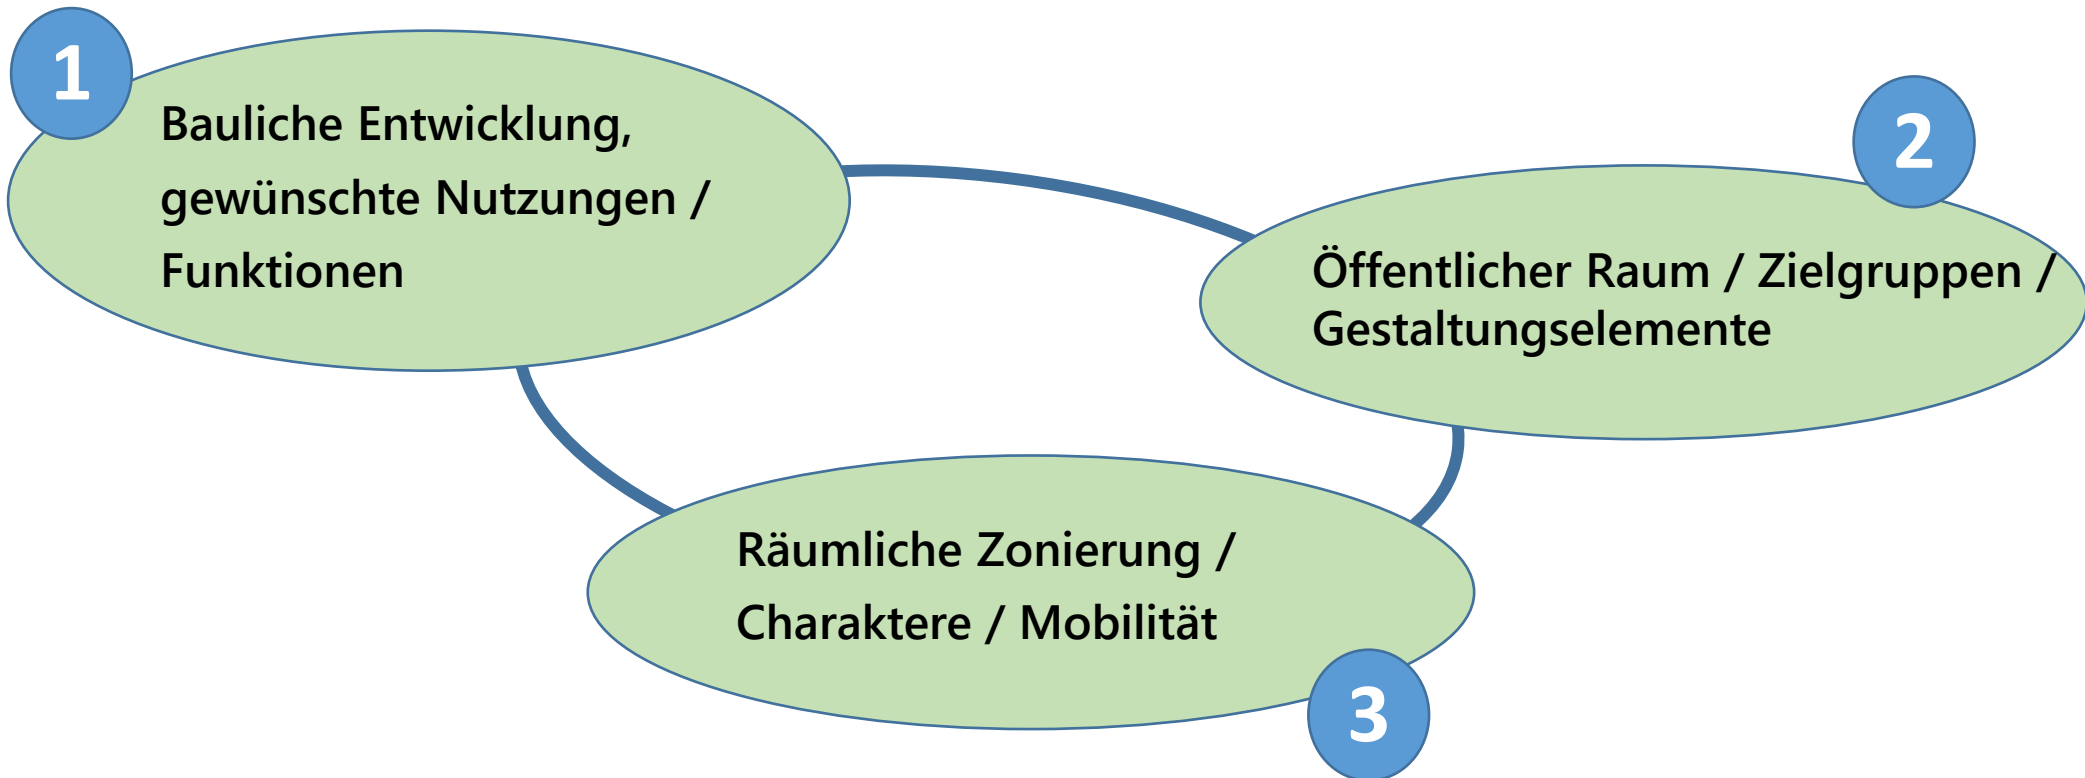 1
Bauliche Entwicklung,
gewünschte Nutzungen /
Funktionen
2
Öffentlicher Raum / Zielgruppen /
Gestaltungselemente
Räumliche Zonierung /
Charaktere / Mobilität
3